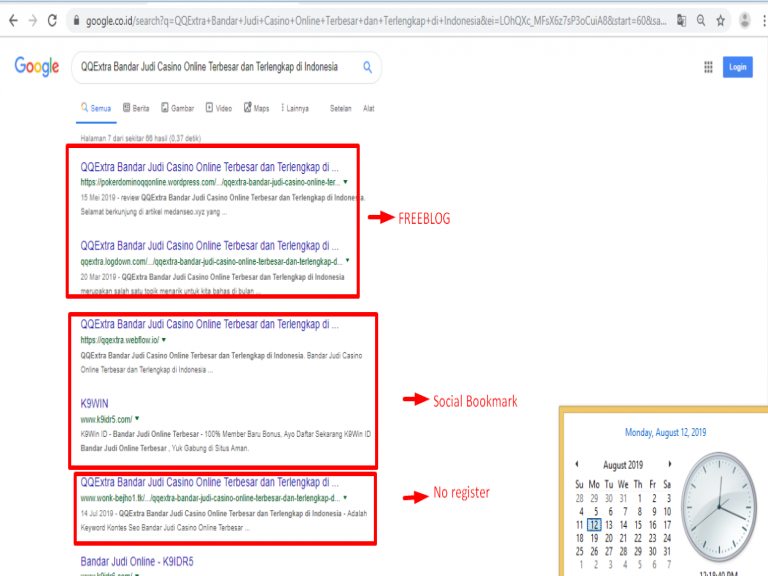 google.co.id/search?q=QQExtra+Bandar+Judi+Casino+Online+Terbesar+dan+Terlengkap+di+Indonesia&ei=LOhQXc_MFsX6z7sP3oCuiA8&start=60&sa...
Google
QQExtra Bandar Judi Casino Online Terbesar dan Terlengkap di Indonesia
Login
Semua Berita Gambar Video Maps Lainnya Setelan Alat
Halaman 7 dari sekitar 66 hasil (0,37 detik)
QQExtra Bandar Judi Casino Online Terbesar dan Terlengkap di ...
https://pokerdominoqqonline.wordpress.com/.../qqextra-bandar-judi-casino-online-ter...
15 Mei 2019 - review QQExtra Bandar Judi Casino Online Terbesar dan Terlengkap di Indonesia.
Selamat berkunjung di artikel medanseo.xyz yang ...
FREEBLOG
QQExtra Bandar Judi Casino Online Terbesar dan Terlengkap di ...
qqextra.logdown.com/.../qqextra-bandar-judi-casino-online-terbesar-dan-terlengkap-d...
20 Mar 2019 - QQExtra Bandar Judi Casino Online Terbesar dan Terlengkap di Indonesia
merupakan salah satu topik menarik untuk kita bahas di bulan ...
QQExtra Bandar Judi Casino Online Terbesar dan Terlengkap di ...
https://qqextra.webflow.io/
QQExtra Bandar Judi Casino Online Terbesar dan Terlengkap di Indonesia. Bandar Judi Casino
Online Terbesar dan Terlengkap di Indonesia ...
K9WIN
Social Bookmark
www.k9idr5.com/
K9Win ID - Bandar Judi Online Terbesar - 100% Member Baru Bonus, Ayo Daftar Sekarang K9Win ID
Bandar Judi Online Terbesar , Yuk Gabung di Situs Aman.
QQExtra Bandar Judi Casino Online Terbesar dan Terlengkap di ...
No register
www.wonk-bejho1.tk/.../qqextra-bandar-judi-casino-online-terbesar-dan-terlengkap-d...
14 Jul 2019 - QQExtra Bandar Judi Casino Online Terbesar dan Terlengkap di Indonesia - Adalah
Keyword Kontes Seo Bandar Judi Casino Online Terbesar ...
Bandar Judi Online - K9IDR5
www.k9idr5.com/
Monday, August 12, 2019
August 2019
Su Mo Tu We Th Fr Sa
28 29 30 31 1 2 3
4 5 6 7 8 9 10
11 12 13 14 15 16 17
18 19 20 21 22 23 24
25 26 27 28 29 30 31
1 2 3 4 5 6 7
12:18:40 PM